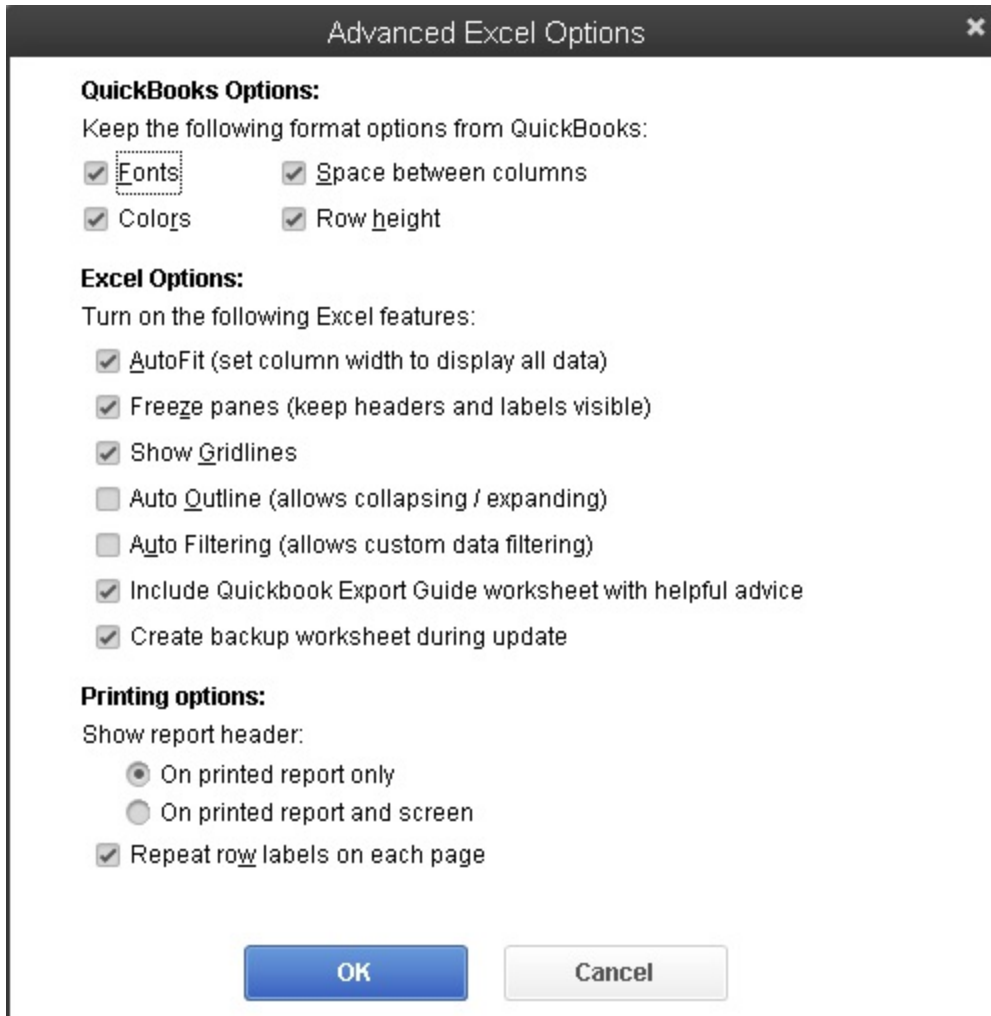 Advanced Excel Options
QuickBooks Options:
Keep the following format options from QuickBooks:
Fonts Space between columns
Colors Row height
Excel Options:
Turn on the following Excel features:
AutoFit (set column width to display all data)
Freeze panes (keep headers and labels visible)
Show Gridlines
Auto Outline (allows collapsing / expanding)
Auto Filtering (allows custom data filtering)
Include Quickbook Export Guide worksheet with helpful advice
Create backup worksheet during update
Printing options:
Show report header:
On printed report only
On printed report and screen
Repeat row labels on each page
OK Cancel